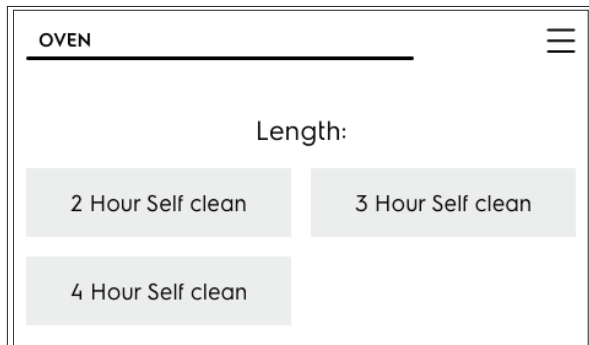 OVEN
Length:
2 Hour Self clean
3 Hour Self clean
4 Hour Self clean